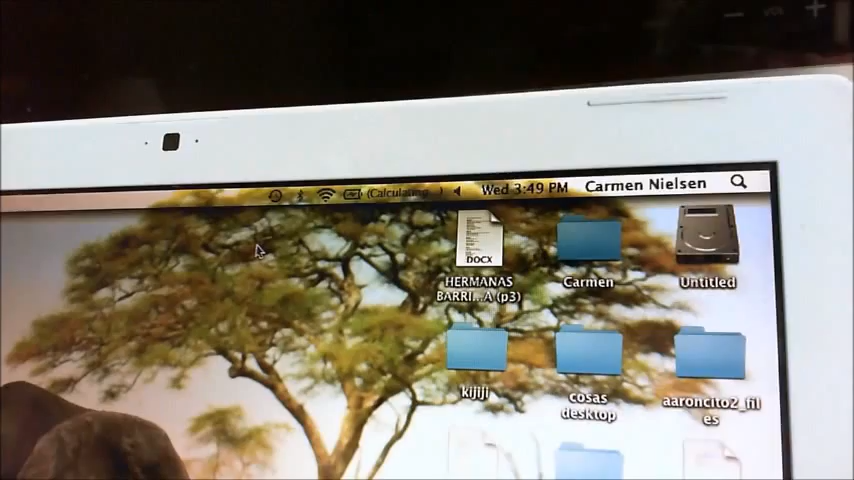 (Calculating...) Wed 3:49 PM Carmen Nielsen
DOCX
HERMANAS
BARRI...A (p3)
Carmen
Untitled
kijiji
cosas
desktop
aaroncito2_fil
es